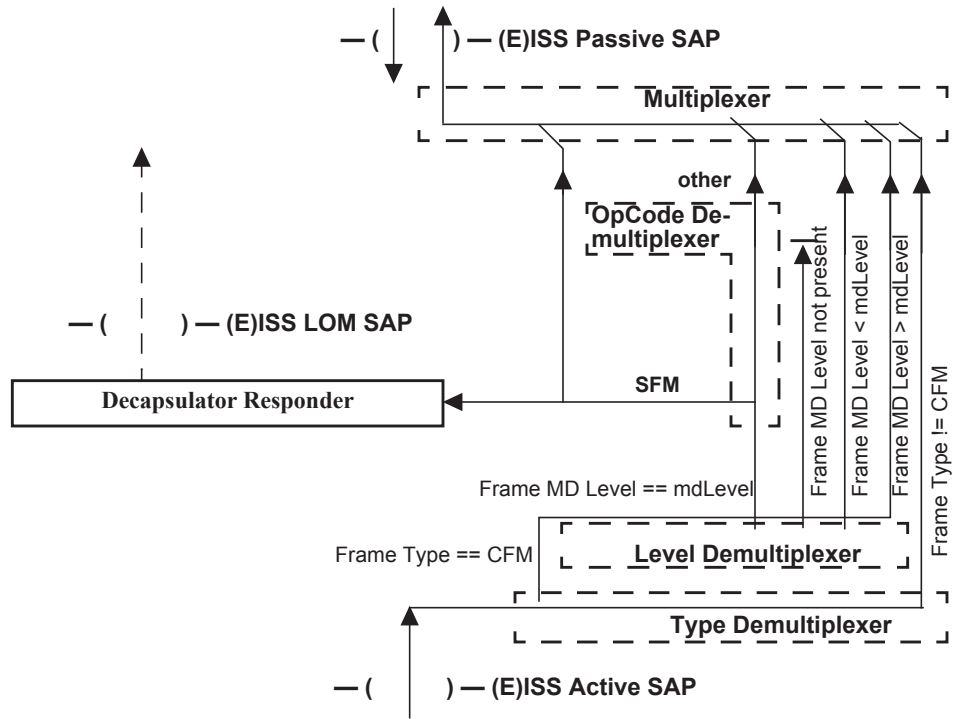 — ( ) — (E)ISS Passive SAP
Multiplexer
other
OpCode De-
multiplexer
Frame MD Level not present
Frame MD Level < mdLevel
Frame MD Level > mdLevel
Frame Type != CFM
— ( ) — (E)ISS LOM SAP
Decapsulator Responder
SFM
Frame MD Level == mdLevel
Frame Type == CFM
Level Demultiplexer
Type Demultiplexer
— ( ) — (E)ISS Active SAP